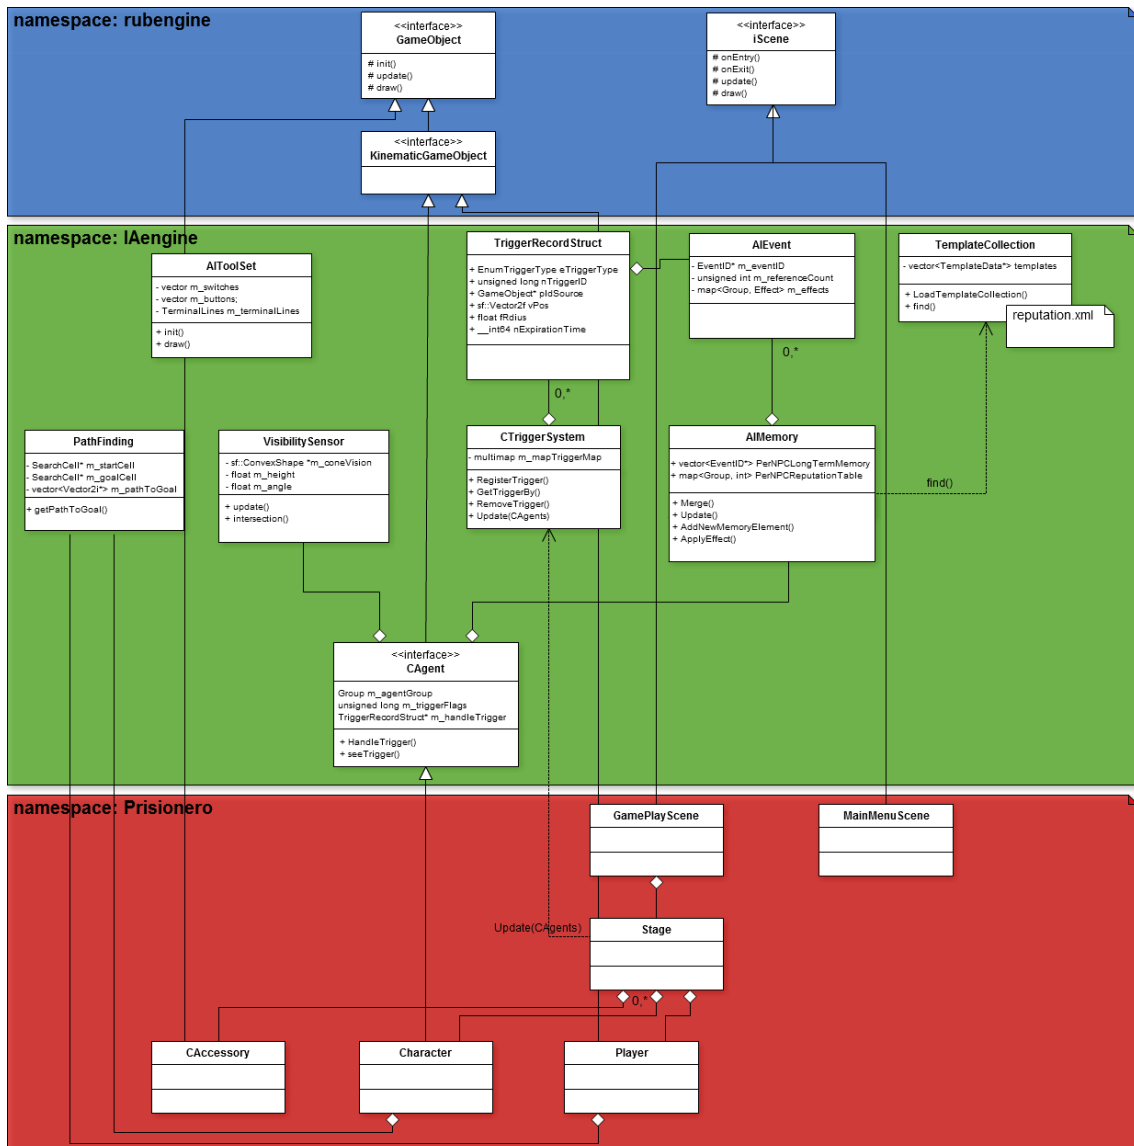 namespace: rubengine
<<interface>>
GameObject
# init()
# update()
# draw()
<<interface>>
iScene
# onEntry()
# onExit()
# update()
# draw()
<<interface>>
KinematicGameObject
namespace: IAengine
AIToolSet
- vector m_switches
- vector m_buttons;
- TerminalLines m_terminalLines
+ init()
+ draw()
TriggerRecordStruct
+ EnumTriggerType eTriggerType
+ unsigned long nTriggerID
+ GameObject* pIdSource
+ sf::Vector2f vPos
+ float fRdius
+ __int64 nExpirationTime
AIEvent
- EventID* m_eventID
- unsigned int m_referenceCount
- map<Group, Effect> m_effects
TemplateCollection
- vector<TemplateData*> templates
+ LoadTemplateCollection()
+ find()
reputation.xml
0,*
0,*
PathFinding
- SearchCell* m_startCell
- SearchCell* m_goalCell
- vector<Vector2i*> m_pathToGoal
+ getPathToGoal()
VisibilitySensor
- sf::ConvexShape *m_coneVision
- float m_height
- float m_angle
+ update()
+ intersection()
CTriggerSystem
- multimap m_mapTriggerMap
+ RegisterTrigger()
+ GetTriggerBy()
+ RemoveTrigger()
+ Update(CAgents)
AIMemory
+ vector<EventID*> PerNPCLongTermMemory
+ map<Group, int> PerNPCReputationTable
+ Merge()
+ Update()
+ AddNewMemoryElement()
+ ApplyEffect()
find()
<<interface>>
CAgent
Group m_agentGroup
unsigned long m_triggerFlags
TriggerRecordStruct* m_handleTrigger
+ HandleTrigger()
+ seeTrigger()
namespace: Prisionero
GamePlayScene
MainMenuScene
Update(CAgents)
Stage
0,*
CAccessory
Character
Player